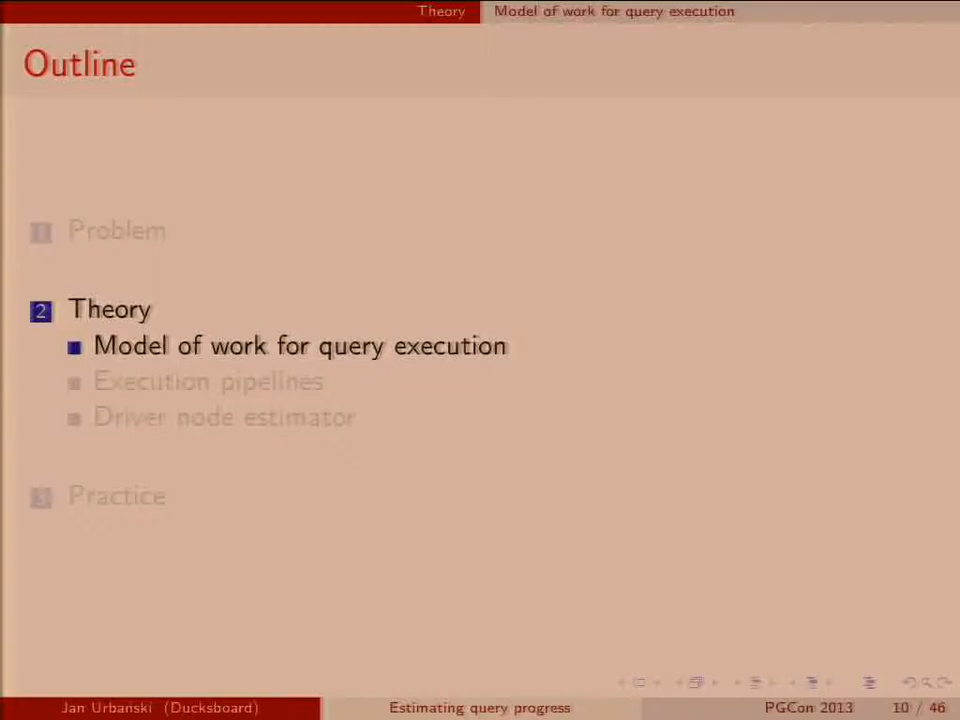 Theory Model of work for query execution
Outline
1 Problem
2 Theory
Model of work for query execution
Execution pipelines
Driver node estimator
3 Practice
Jan Urbański (Ducksboard) Estimating query progress PGCon 2013 10 / 46